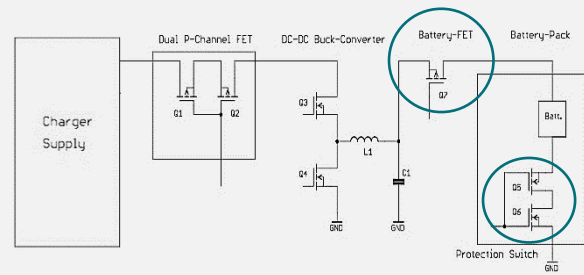 Dual P-Channel FET
DC-DC Buck-Converter
Battery-FET
Battery-Pack
Charger
Supply
Q1
Q2
Q3
Q7
Batt.
L1
Q4
C1
Q5
Q6
GND
GND
Protection Switch
GND